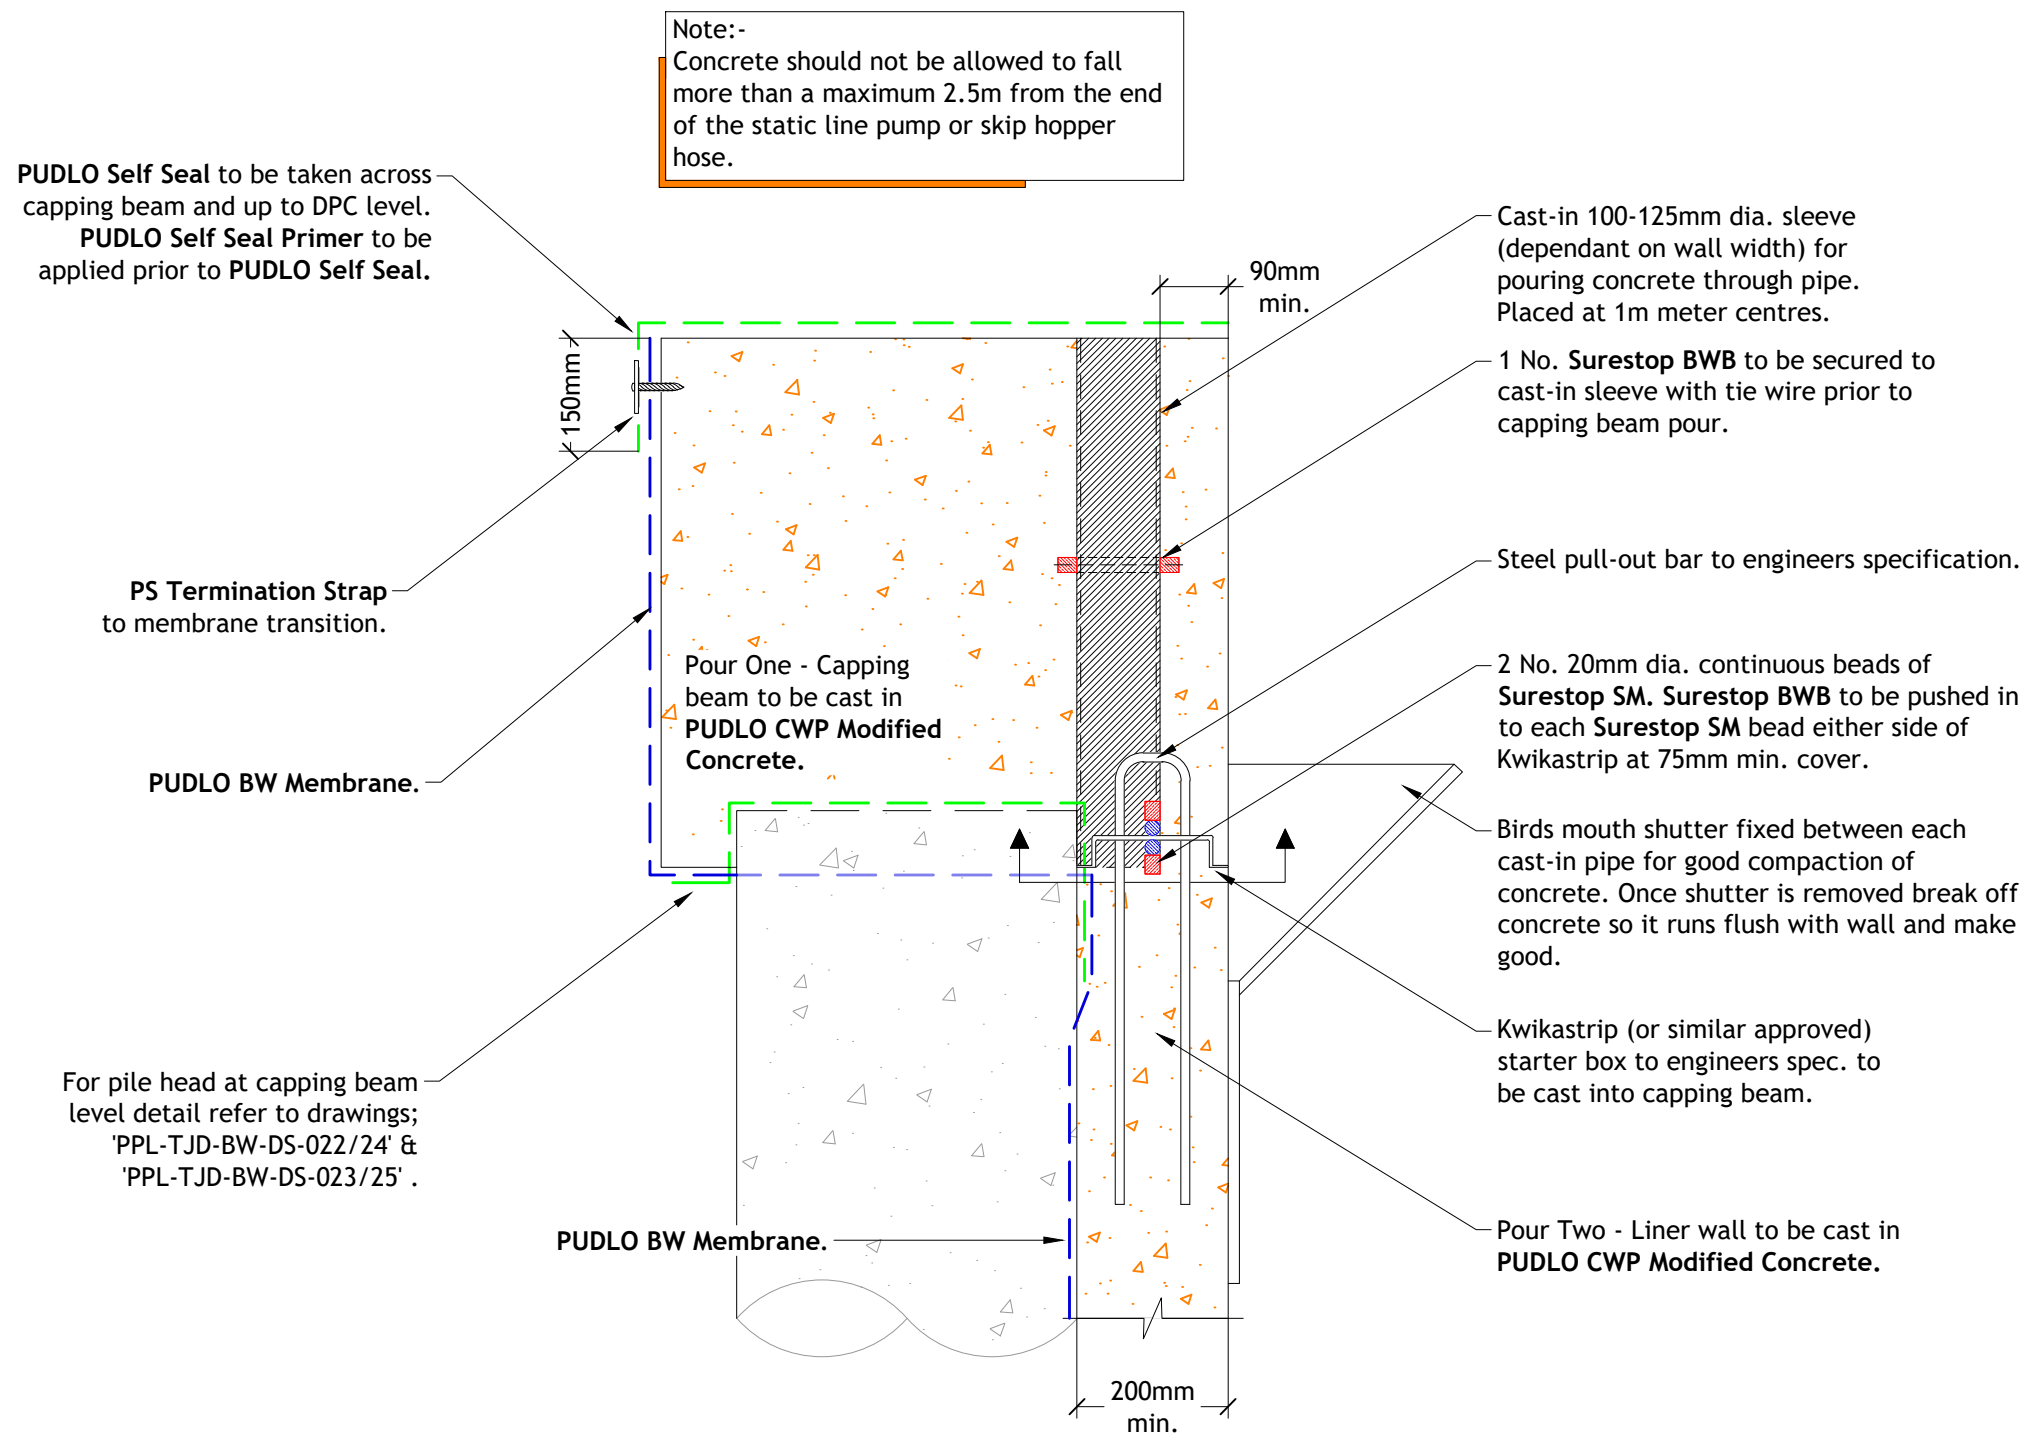 Note:-
Concrete should not be allowed to fall
more than a maximum 2.5m from the end
of the static line pump or skip hopper
hose.
PUDLO Self Seal to be taken across
capping beam and up to DPC level.
PUDLO Self Seal Primer to be
applied prior to PUDLO Self Seal.
90mm
min.
Cast-in 100-125mm dia. sleeve
(dependant on wall width) for
pouring concrete through pipe.
Placed at 1m meter centres.
1 No. Surestop BWB to be secured to
cast-in sleeve with tie wire prior to
capping beam pour.
150mm
Steel pull-out bar to engineers specification.
PS Termination Strap
to membrane transition.
Pour One - Capping
beam to be cast in
PUDLO CWP Modified
Concrete.
2 No. 20mm dia. continuous beads of
Surestop SM. Surestop BWB to be pushed in
to each Surestop SM bead either side of
Kwikastrip at 75mm min. cover.
PUDLO BW Membrane.
Birds mouth shutter fixed between each
cast-in pipe for good compaction of
concrete. Once shutter is removed break off
concrete so it runs flush with wall and make
good.
Kwikastrip (or similar approved)
starter box to engineers spec. to
be cast into capping beam.
For pile head at capping beam
level detail refer to drawings;
'PPL-TJD-BW-DS-022/24' &
'PPL-TJD-BW-DS-023/25' .
PUDLO BW Membrane.
Pour Two - Liner wall to be cast in
PUDLO CWP Modified Concrete.
200mm
min.